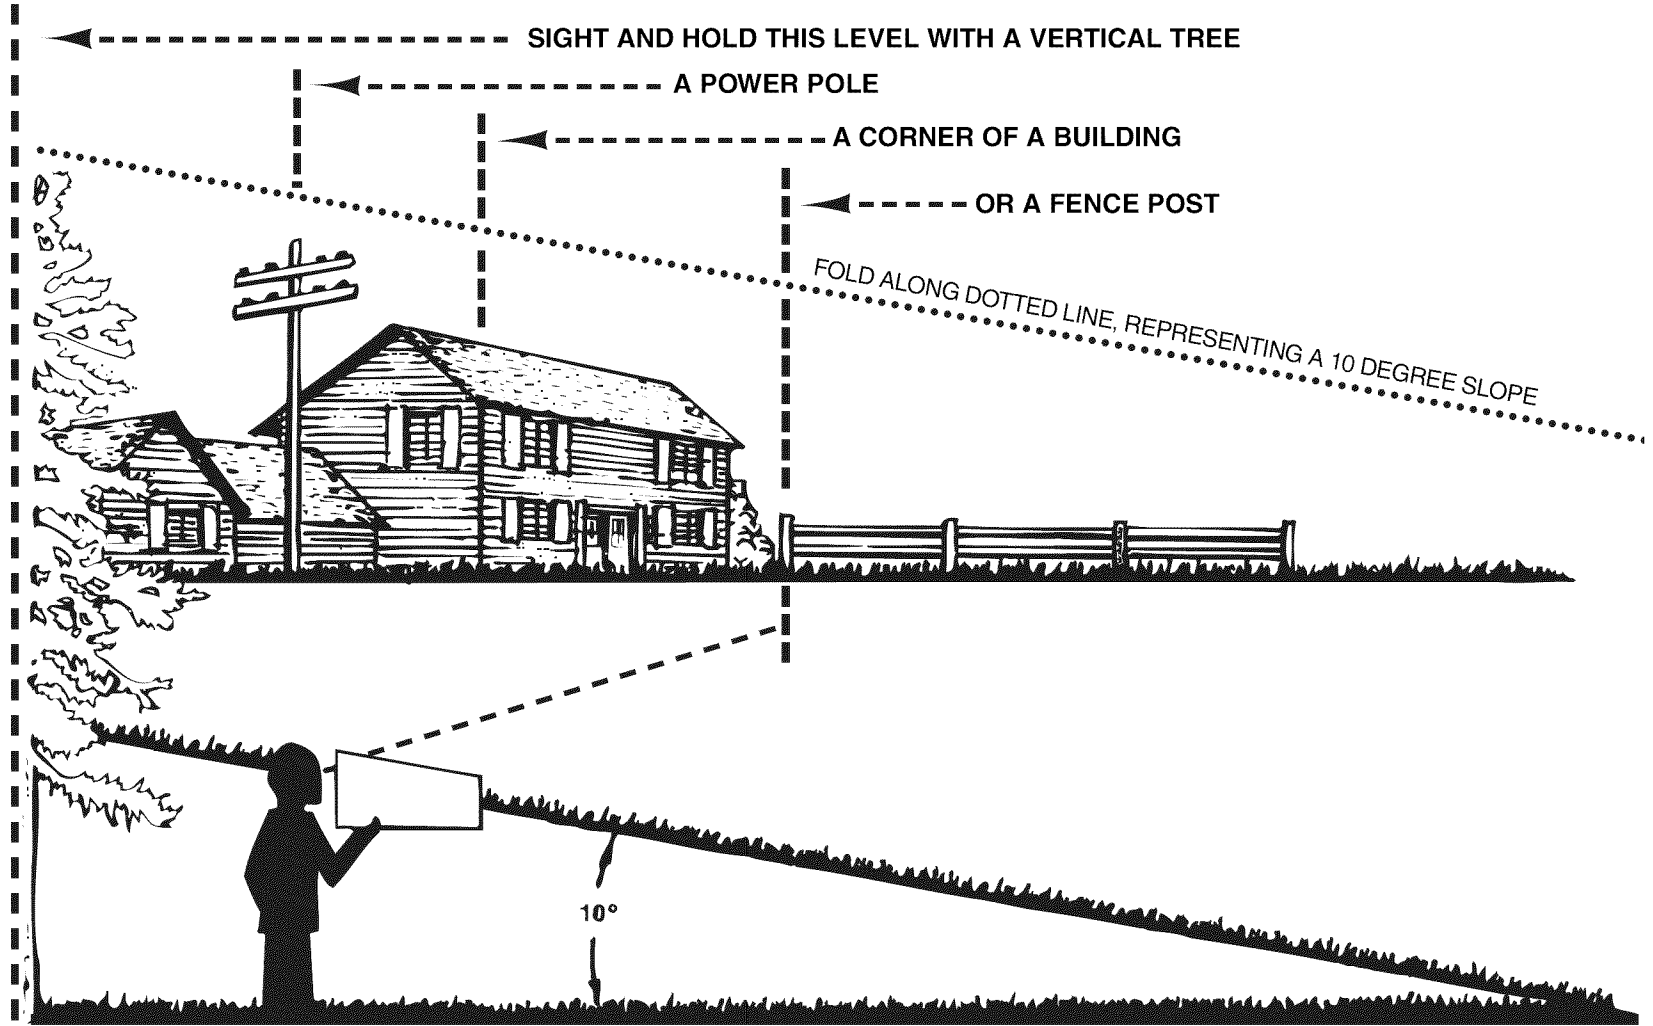 SIGHT AND HOLD THIS LEVEL WITH A VERTICAL TREE
A POWER POLE
A CORNER OF A BUILDING
OR A FENCE POST
FOLD ALONG DOTTED LINE, REPRESENTING A 10 DEGREE SLOPE
10°